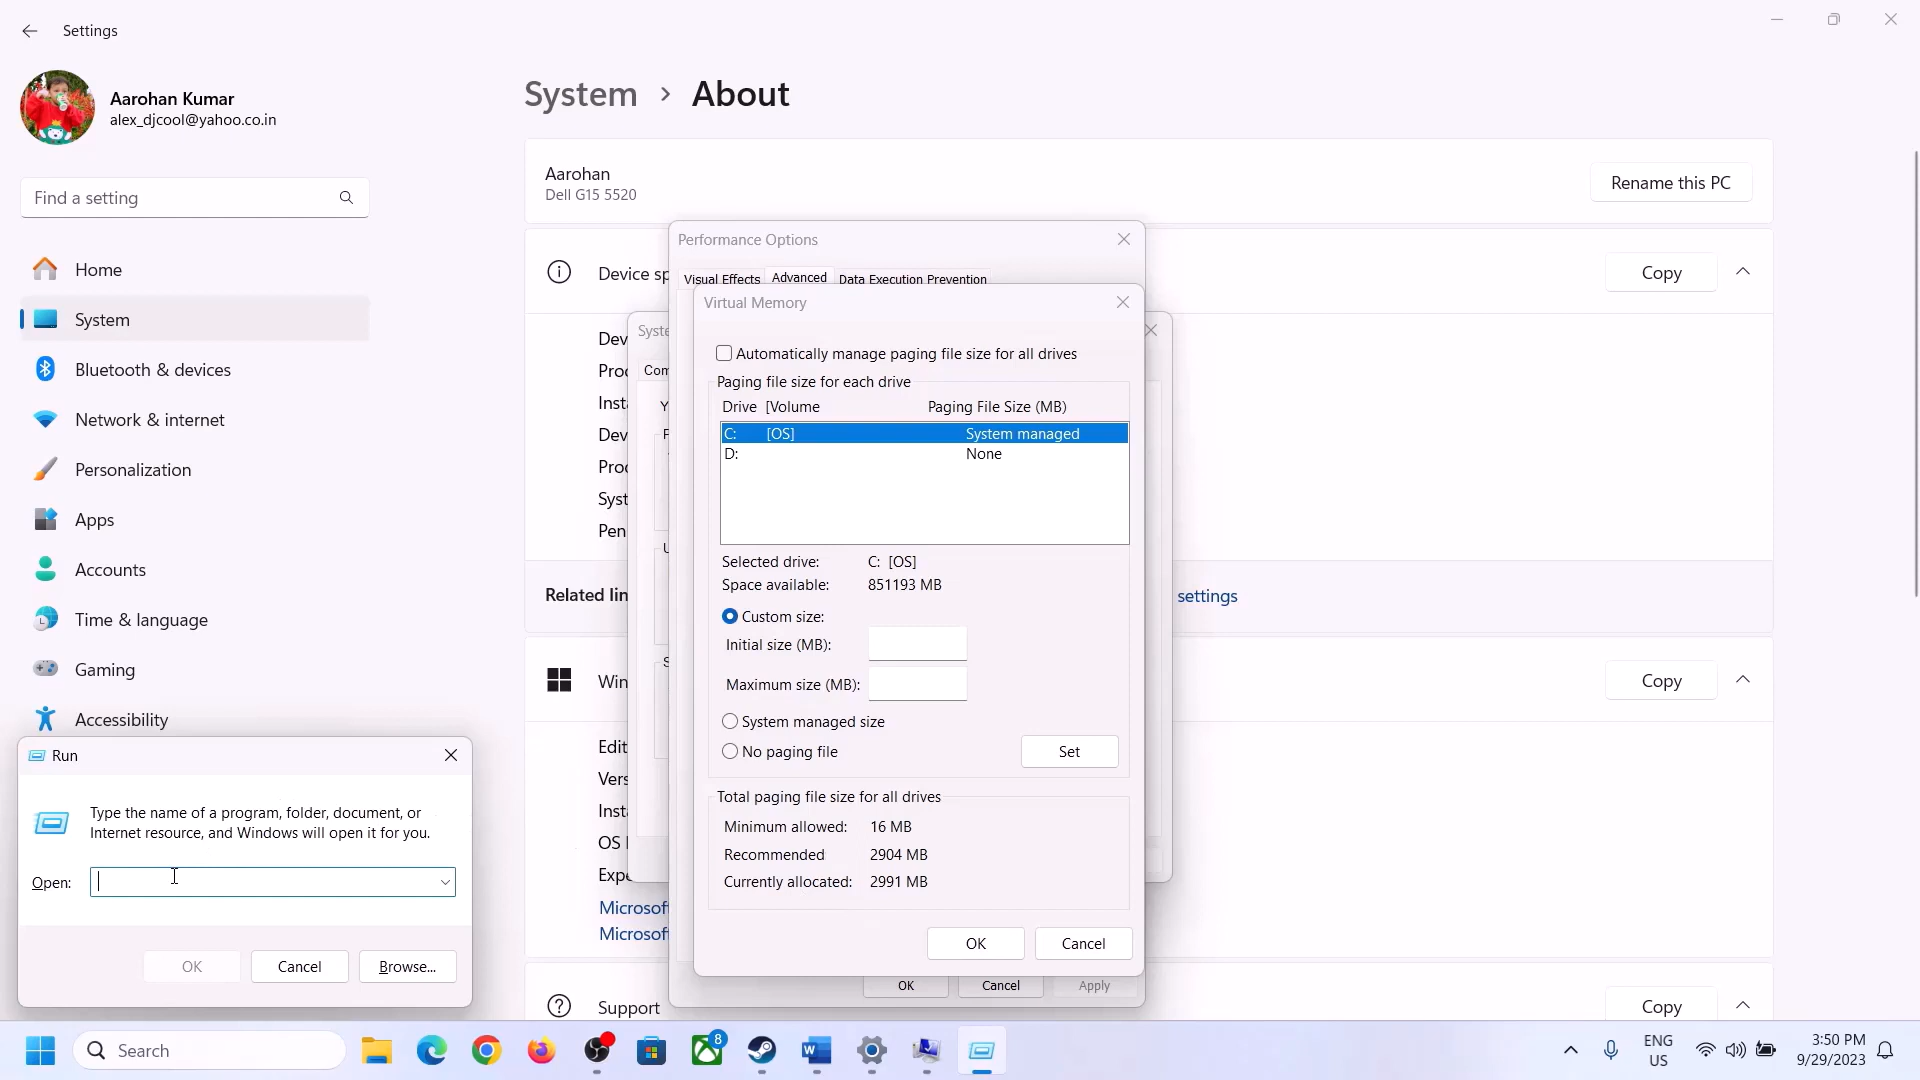 Settings
Aarohan Kumar
alex_djcool@yahoo.co.in
Find a setting
Home
System
Bluetooth & devices
Network & internet
Personalization
Apps
Accounts
Time & language
Gaming
Accessibility
System > About
Aarohan
Dell G15 5520
Rename this PC
Device sp
Copy
Dev
Proc
Inst
Dev
Proc
Syst
Pen
Related lin
settings
Win
Copy
Edit
Vers
Inst
OS
Expe
Microsof
Microsof
Support
Copy
Syste
Com
Y
Performance Options
Visual Effects
Advanced
Data Execution Prevention
OK
Cancel
Apply
Virtual Memory
Automatically manage paging file size for all drives
Paging file size for each drive
Drive [Volume Paging File Size (MB)
C: [OS] System managed
D: None
Selected drive: C: [OS]
Space available: 851193 MB
Custom size:
Initial size (MB):
Maximum size (MB):
System managed size
No paging file
Set
Total paging file size for all drives
Minimum allowed: 16 MB
Recommended 2904 MB
Currently allocated: 2991 MB
OK
Cancel
Run
Type the name of a program, folder, document, or
Internet resource, and Windows will open it for you.
Open:
OK
Cancel
Browse...
Search
8
ENG
US
3:50 PM
9/29/2023